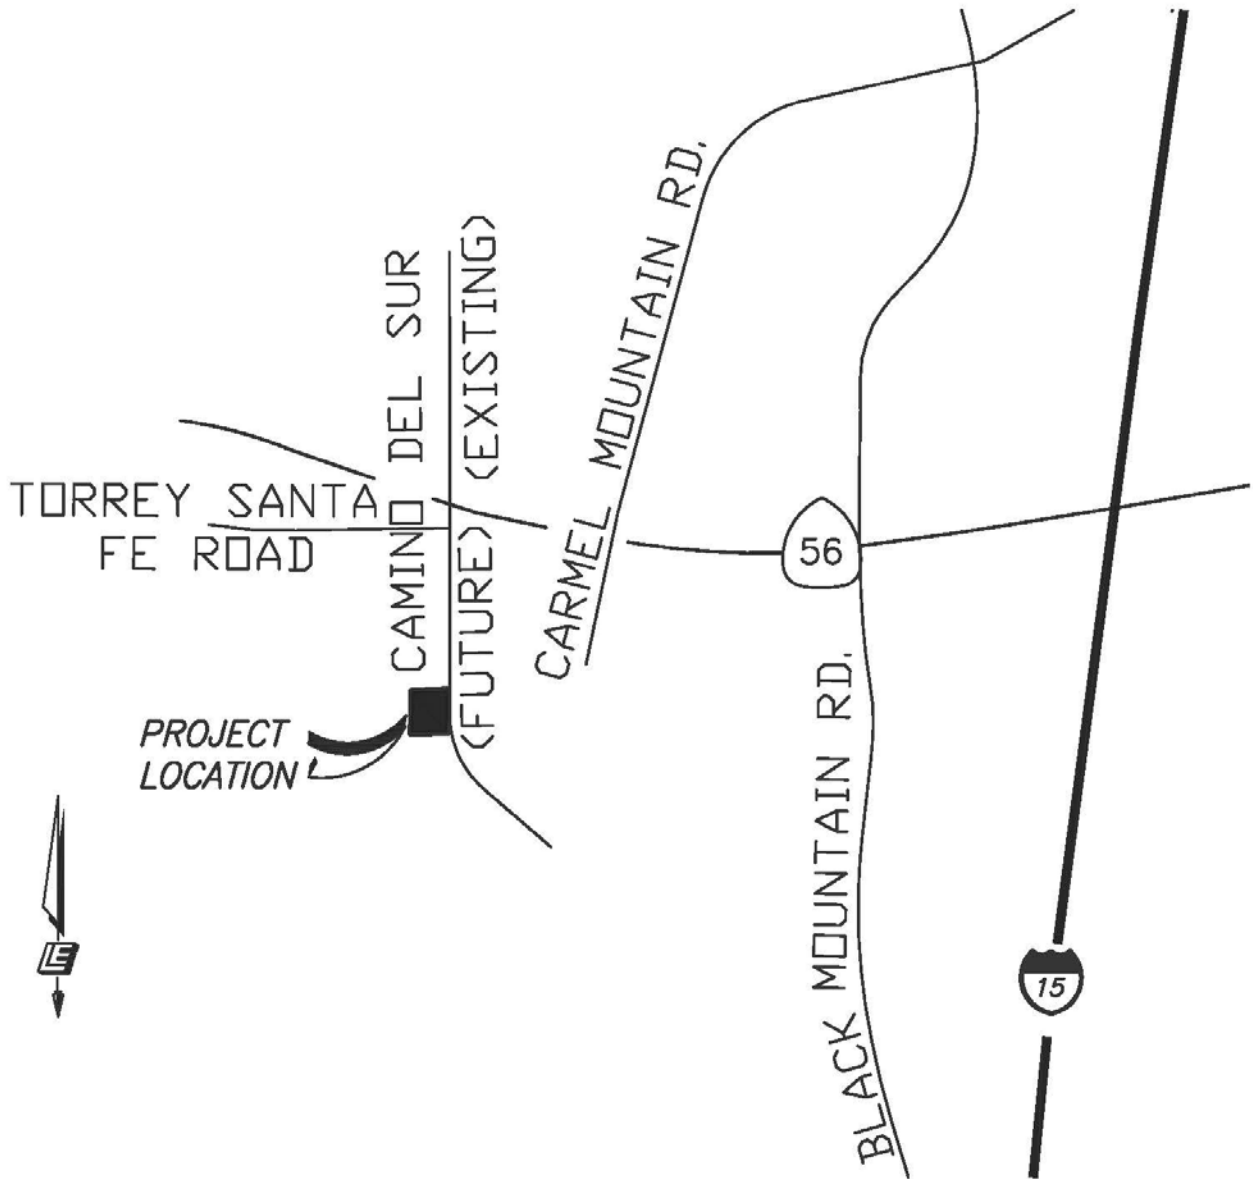 CARMEL MOUNTAIN RD.
CAMINO DEL SUR
(FUTURE) (EXISTING)
TORREY SANTA
FE ROAD
56
PROJECT
LOCATION
BLACK MOUNTAIN RD.
15